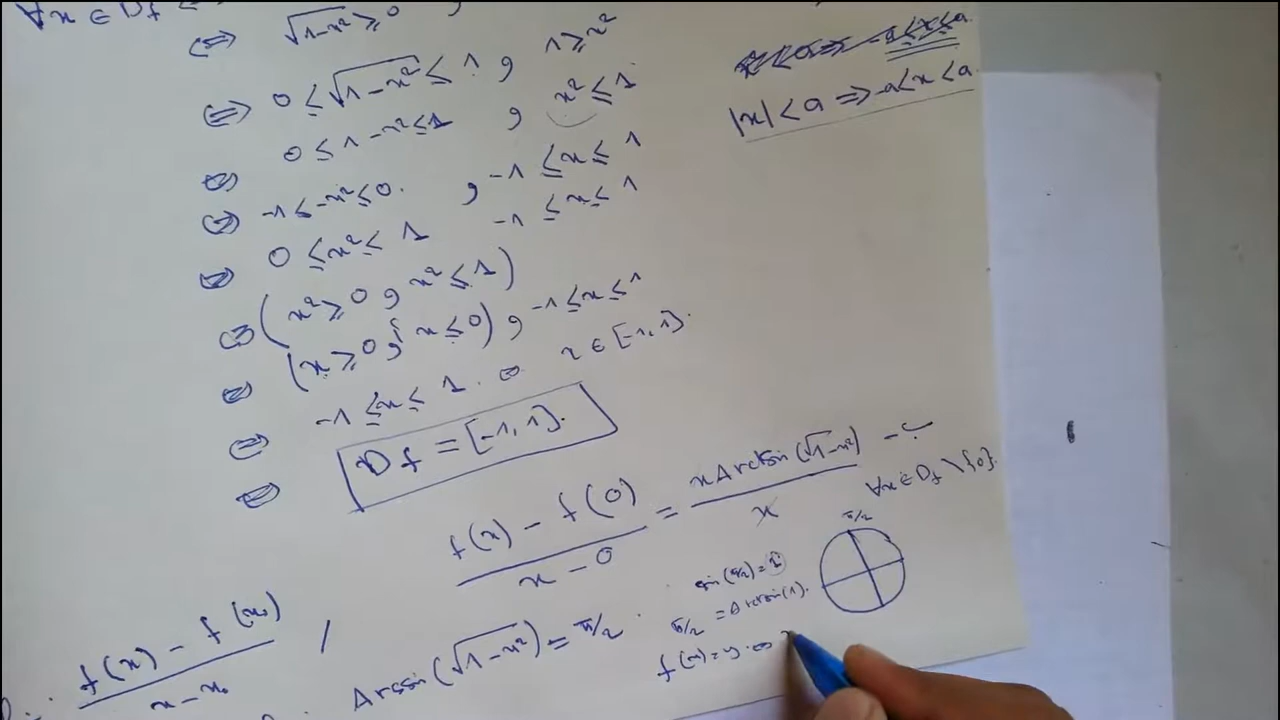 ∀x ∈ Df
⟺ √1-x² ≥ 0 ,
⟺ 0 ≤ √1-x² ≤ 1 , 1 ≥ x²
0 ≤ 1-x² ≤ 1 , x² ≤ 1
⟺ -1 ≤ -x² ≤ 0. , -1 ≤ x ≤ 1
⟺ 0 ≤ x² ≤ 1 -1 ≤ x ≤ 1
⟺ (x² ≥ 0 , x² ≤ 1)
⟺ (x ≥ 0 , x ≤ 0) , -1 ≤ x ≤ 1
⟺ -1 ≤ x ≤ 1. ⟺ x ∈ [-1,1].
⟺ Df = [-1,1].
|x| < a ⟹ -a < x < a.
f(x) - f(0) / x - 0 = x Arcsin(√1-x²) / x
∀x ∈ Df \ {0}.
π/2
sin(π/2) = 1
π/2 = Arcsin(1).
f(x) = y. ⟺
f(x) - f(x₀) / x - x₀ /
Arcsin(√1-x²) = π/2.